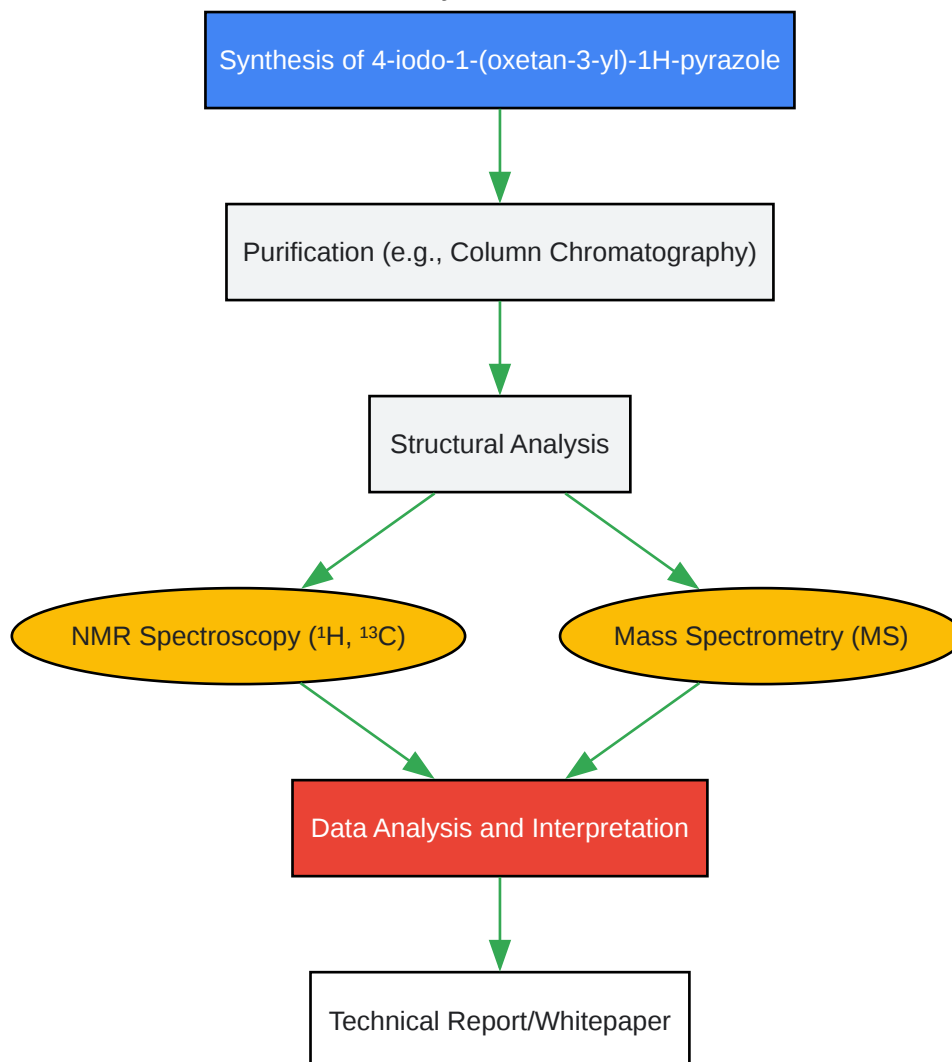 Synthesis of 4-iodo-1-(oxetan-3-yl)-1H-pyrazole
Purification (e.g., Column Chromatography)
Structural Analysis
NMR Spectroscopy (¹H, ¹³C)
Mass Spectrometry (MS)
Data Analysis and Interpretation
Technical Report/Whitepaper